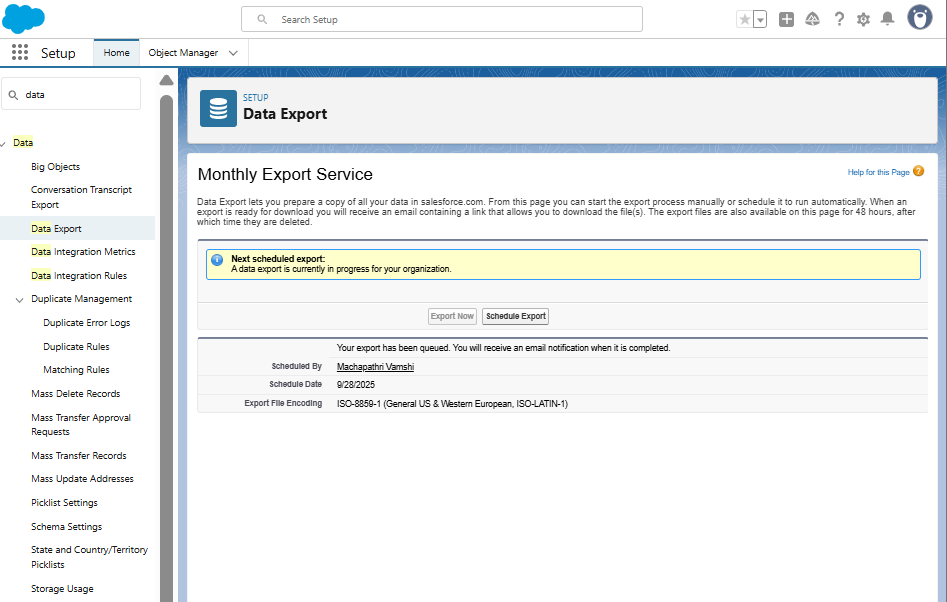 Search Setup
Setup
Home
Object Manager
data
Data
Big Objects
Conversation Transcript
Export
Data Export
Data Integration Metrics
Data Integration Rules
Duplicate Management
Duplicate Error Logs
Duplicate Rules
Matching Rules
Mass Delete Records
Mass Transfer Approval
Requests
Mass Transfer Records
Mass Update Addresses
Picklist Settings
Schema Settings
State and Country/Territory
Picklists
Storage Usage
SETUP
Data Export
Monthly Export Service
Help for this Page ?
Data Export lets you prepare a copy of all your data in salesforce.com. From this page you can start the export process manually or schedule it to run automatically. When an
export is ready for download you will receive an email containing a link that allows you to download the file(s). The export files are also available on this page for 48 hours, after
which time they are deleted.
Next scheduled export:
A data export is currently in progress for your organization.
Export Now
Schedule Export
Your export has been queued. You will receive an email notification when it is completed.
Scheduled By Machapathri Vamshi
Schedule Date 9/28/2025
Export File Encoding ISO-8859-1 (General US & Western European, ISO-LATIN-1)